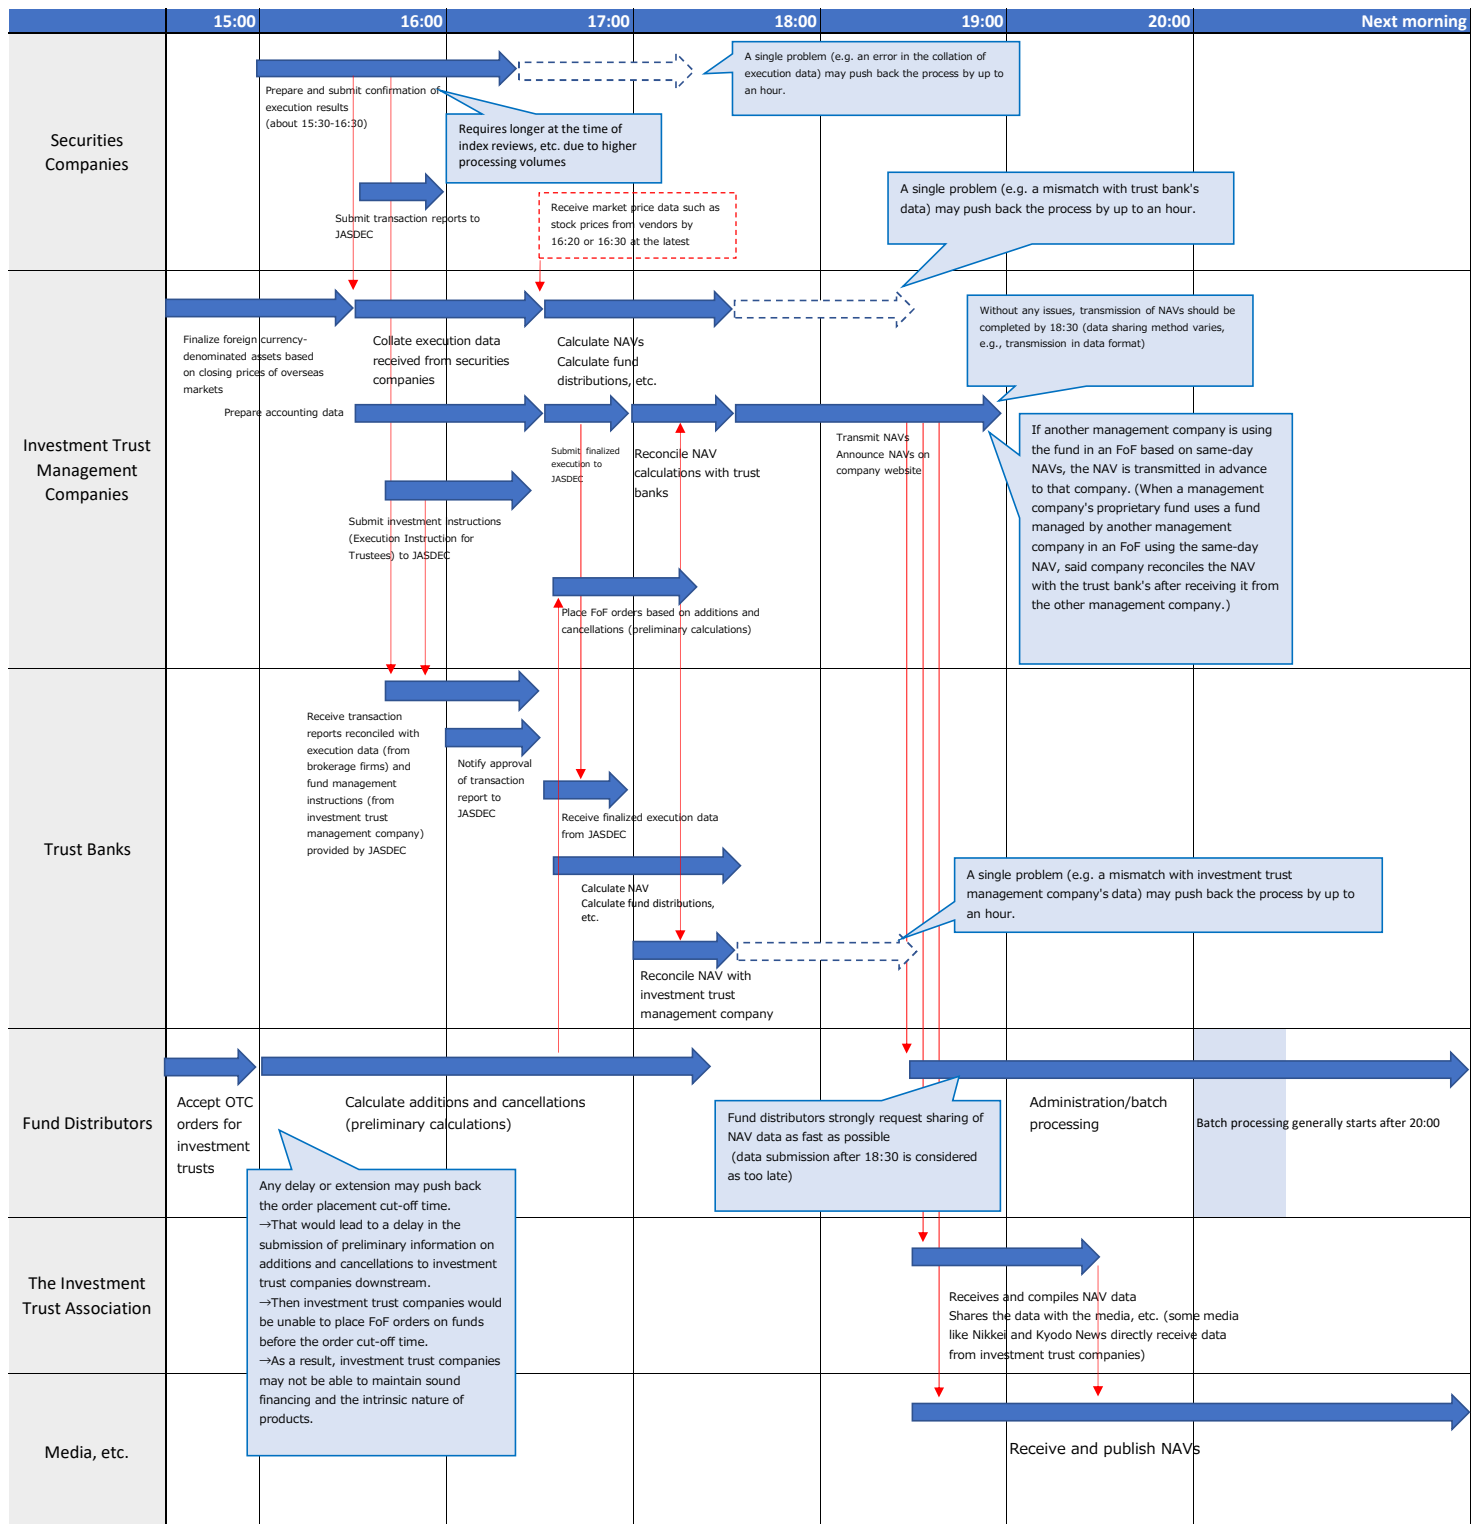 15:00
16:00
17:00
18:00
19:00
20:00
Next morning
Securities
Companies
Prepare and submit confirmation of
execution results
(about 15:30-16:30)
A single problem (e.g. an error in the collation of
execution data) may push back the process by up to
an hour.
Requires longer at the time of
index reviews, etc. due to higher
processing volumes
Submit transaction reports to
JASDEC
Receive market price data such as
stock prices from vendors by
16:20 or 16:30 at the latest
A single problem (e.g. a mismatch with trust bank's
data) may push back the process by up to an hour.
Investment Trust
Management
Companies
Finalize foreign currency-
denominated assets based
on closing prices of overseas
markets
Collate execution data
received from securities
companies
Calculate NAVs
Calculate fund
distributions, etc.
Without any issues, transmission of NAVs should be
completed by 18:30 (data sharing method varies,
e.g., transmission in data format)
Prepare accounting data
Submit finalized
execution to
JASDEC
Reconcile NAV
calculations with trust
banks
Transmit NAVs
Announce NAVs on
company website
If another management company is using
the fund in an FoF based on same-day
NAVs, the NAV is transmitted in advance
to that company. (When a management
company's proprietary fund uses a fund
managed by another management
company in an FoF using the same-day
NAV, said company reconciles the NAV
with the trust bank's after receiving it from
the other management company.)
Submit investment instructions
(Execution Instruction for
Trustees) to JASDEC
Place FoF orders based on additions and
cancellations (preliminary calculations)
Trust Banks
Receive transaction
reports reconciled with
execution data (from
brokerage firms) and
fund management
instructions (from
investment trust
management company)
provided by JASDEC
Notify approval
of transaction
report to
JASDEC
Receive finalized execution data
from JASDEC
Calculate NAV
Calculate fund distributions,
etc.
A single problem (e.g. a mismatch with investment trust
management company's data) may push back the process by up to
an hour.
Reconcile NAV with
investment trust
management company
Fund Distributors
Accept OTC
orders for
investment
trusts
Calculate additions and cancellations
(preliminary calculations)
Fund distributors strongly request sharing of
NAV data as fast as possible
(data submission after 18:30 is considered
as too late)
Administration/batch
processing
Batch processing generally starts after 20:00
Any delay or extension may push back
the order placement cut-off time.
→That would lead to a delay in the
submission of preliminary information on
additions and cancellations to investment
trust companies downstream.
→Then investment trust companies would
be unable to place FoF orders on funds
before the order cut-off time.
→As a result, investment trust companies
may not be able to maintain sound
financing and the intrinsic nature of
products.
The Investment
Trust Association
Receives and compiles NAV data
Shares the data with the media, etc. (some media
like Nikkei and Kyodo News directly receive data
from investment trust companies)
Media, etc.
Receive and publish NAVs